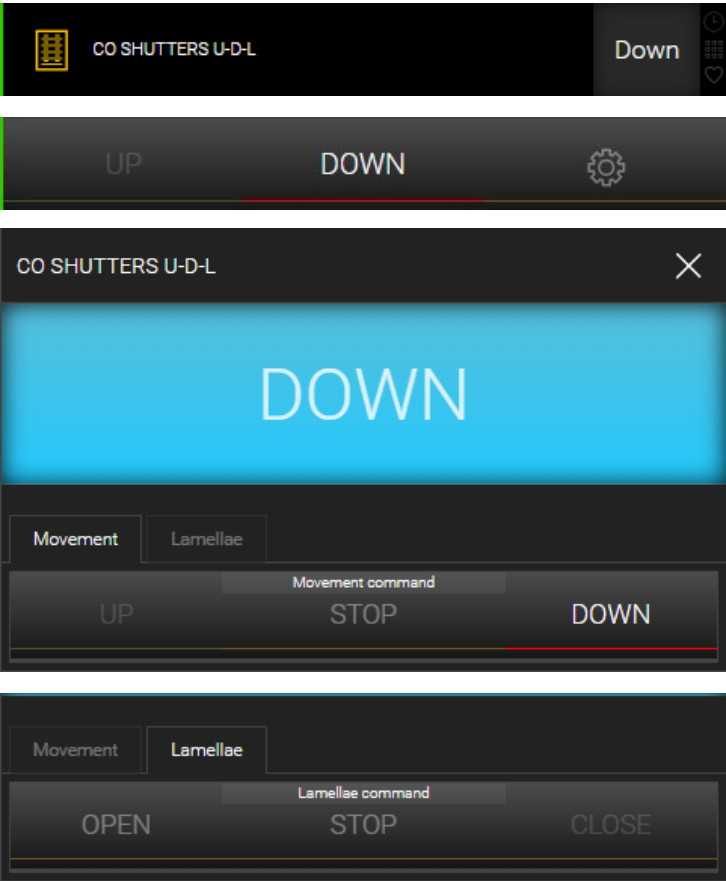 CO SHUTTERS U-D-L Down
UP DOWN
CO SHUTTERS U-D-L
DOWN
Movement Lamellae
Movement command
UP STOP DOWN
Movement Lamellae
Lamellae command
OPEN STOP CLOSE